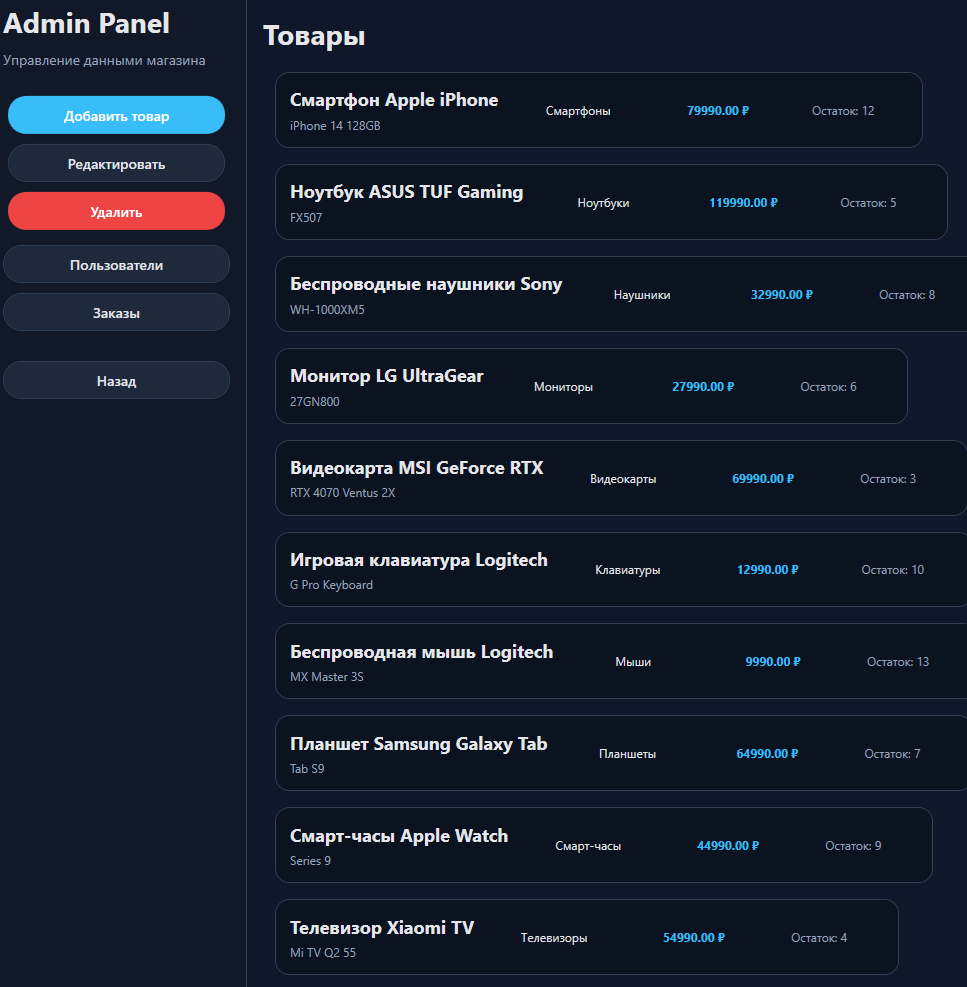 Admin Panel
Управление данными магазина
Добавить товар
Редактировать
Удалить
Пользователи
Заказы
Назад
Товары
Смартфон Apple iPhone
iPhone 14 128GB
Смартфоны
79990.00 ₽
Остаток: 12
Ноутбук ASUS TUF Gaming
FX507
Ноутбуки
119990.00 ₽
Остаток: 5
Беспроводные наушники Sony
WH-1000XM5
Наушники
32990.00 ₽
Остаток: 8
Монитор LG UltraGear
27GN800
Мониторы
27990.00 ₽
Остаток: 6
Видеокарта MSI GeForce RTX
RTX 4070 Ventus 2X
Видеокарты
69990.00 ₽
Остаток: 3
Игровая клавиатура Logitech
G Pro Keyboard
Клавиатуры
12990.00 ₽
Остаток: 10
Беспроводная мышь Logitech
MX Master 3S
Мыши
9990.00 ₽
Остаток: 13
Планшет Samsung Galaxy Tab
Tab S9
Планшеты
64990.00 ₽
Остаток: 7
Смарт-часы Apple Watch
Series 9
Смарт-часы
44990.00 ₽
Остаток: 9
Телевизор Xiaomi TV
Mi TV Q2 55
Телевизоры
54990.00 ₽
Остаток: 4